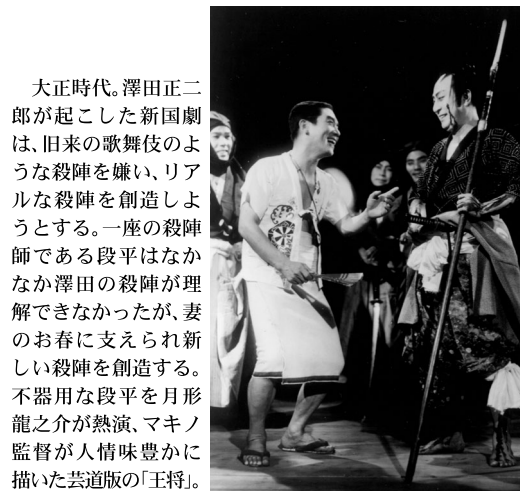 大正時代。澤田正二
郎が起こした新国劇
は、旧来の歌舞伎のよ
うな殺陣を嫌い、リア
ルな殺陣を創造しよ
うとする。一座の殺陣
師である段平はなか
なか澤田の殺陣が理
解できなかったが、妻
のお春に支えられ新
しい殺陣を創造する。
不器用な段平を月形
龍之介が熱演、マキノ
監督が人情味豊かに
描いた芸道版の「王将」。